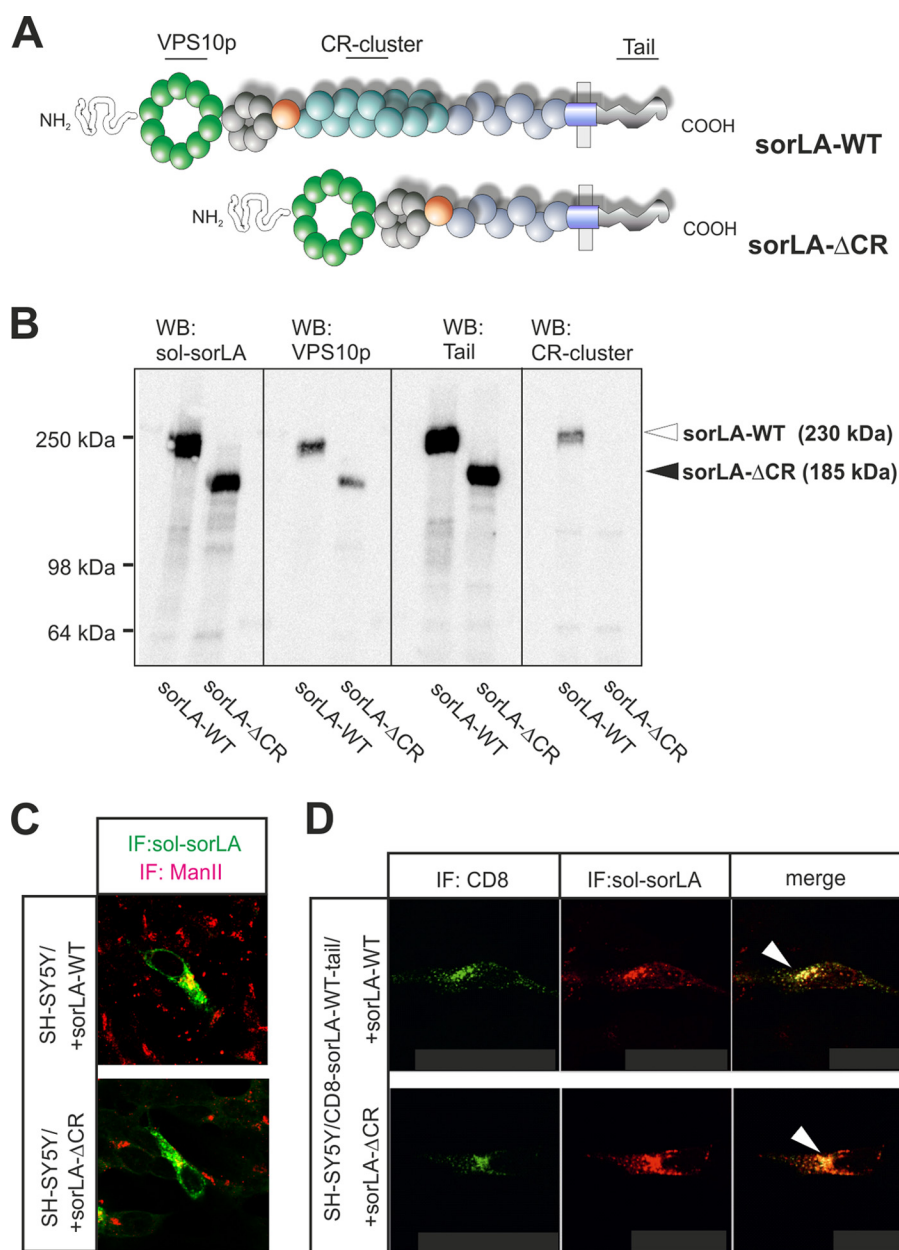 A
VPS10p CR-cluster Tail
NH2 COOH
sorLA-WT
NH2 COOH
sorLA-ΔCR
B
WB: WB: WB: WB:
sol-sorLA VPS10p Tail CR-cluster
250 kDa
sorLA-WT (230 kDa)
sorLA-ΔCR (185 kDa)
98 kDa
64 kDa
sorLA-WT sorLA-ΔCR sorLA-WT sorLA-ΔCR sorLA-WT sorLA-ΔCR sorLA-WT sorLA-ΔCR
C
IF:sol-sorLA
IF: ManII
SH-SY5Y/
+sorLA-WT
SH-SY5Y/
+sorLA-ΔCR
D
IF: CD8 IF:sol-sorLA merge
SH-SY5Y/CD8-sorLA-WT-tail/
+sorLA-WT
+sorLA-ΔCR